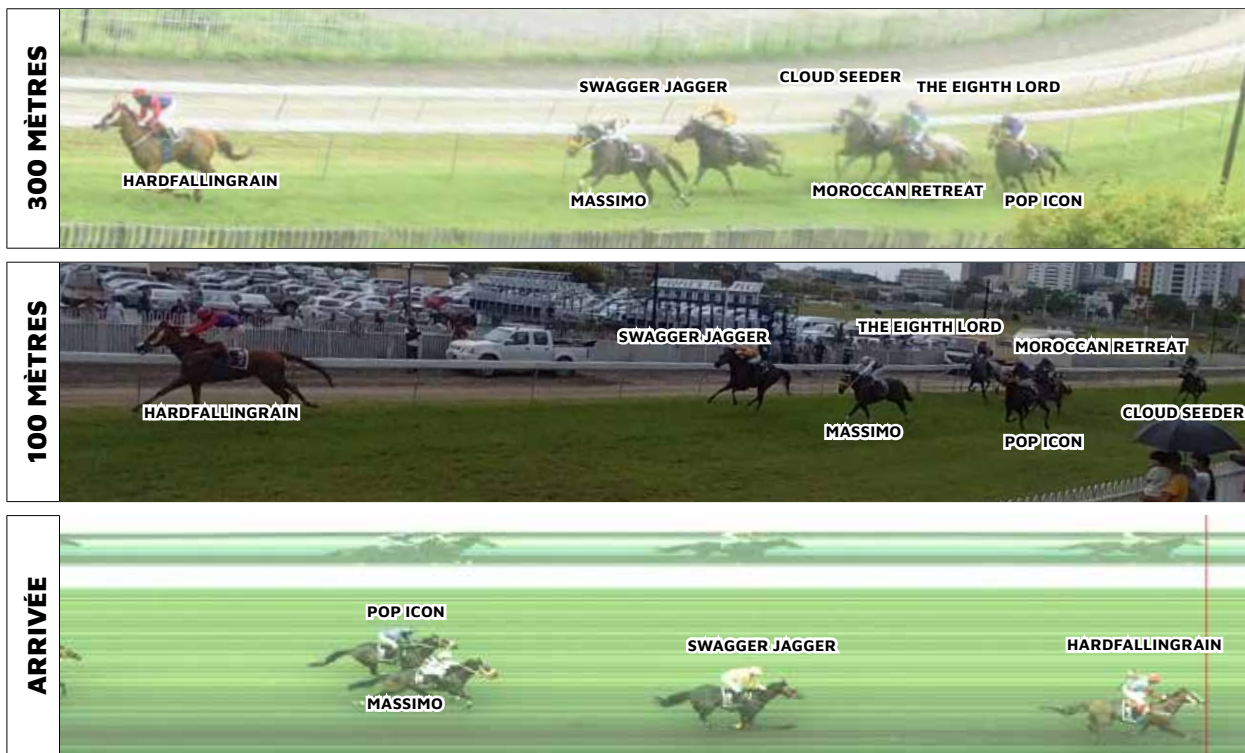 300 MÈTRES
SWAGGER JAGGER
CLOUD SEEDER
THE EIGHTH LORD
HARDFALLINGRAIN
MASSIMO
MOROCCAN RETREAT
POP ICON
100 MÈTRES
SWAGGER JAGGER
THE EIGHTH LORD
MOROCCAN RETREAT
HARDFALLINGRAIN
MASSIMO
POP ICON
CLOUD SEEDER
ARRIVÉE
POP ICON
SWAGGER JAGGER
HARDFALLINGRAIN
MASSIMO